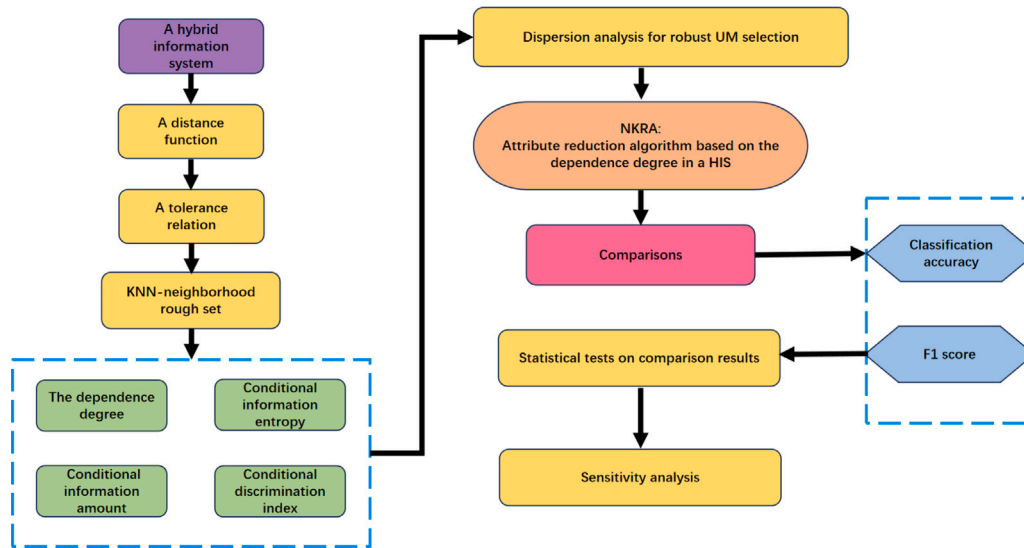 A hybrid
information
system
A distance
function
A tolerance
relation
KNN-neighborhood
rough set
The dependence
degree
Conditional
information
entropy
Conditional
information
amount
Conditional
discrimination
index
Dispersion analysis for robust UM selection
NKRA:
Attribute reduction algorithm based on the
dependence degree in a HIS
Comparisons
Classification
accuracy
F1 score
Statistical tests on comparison results
Sensitivity analysis